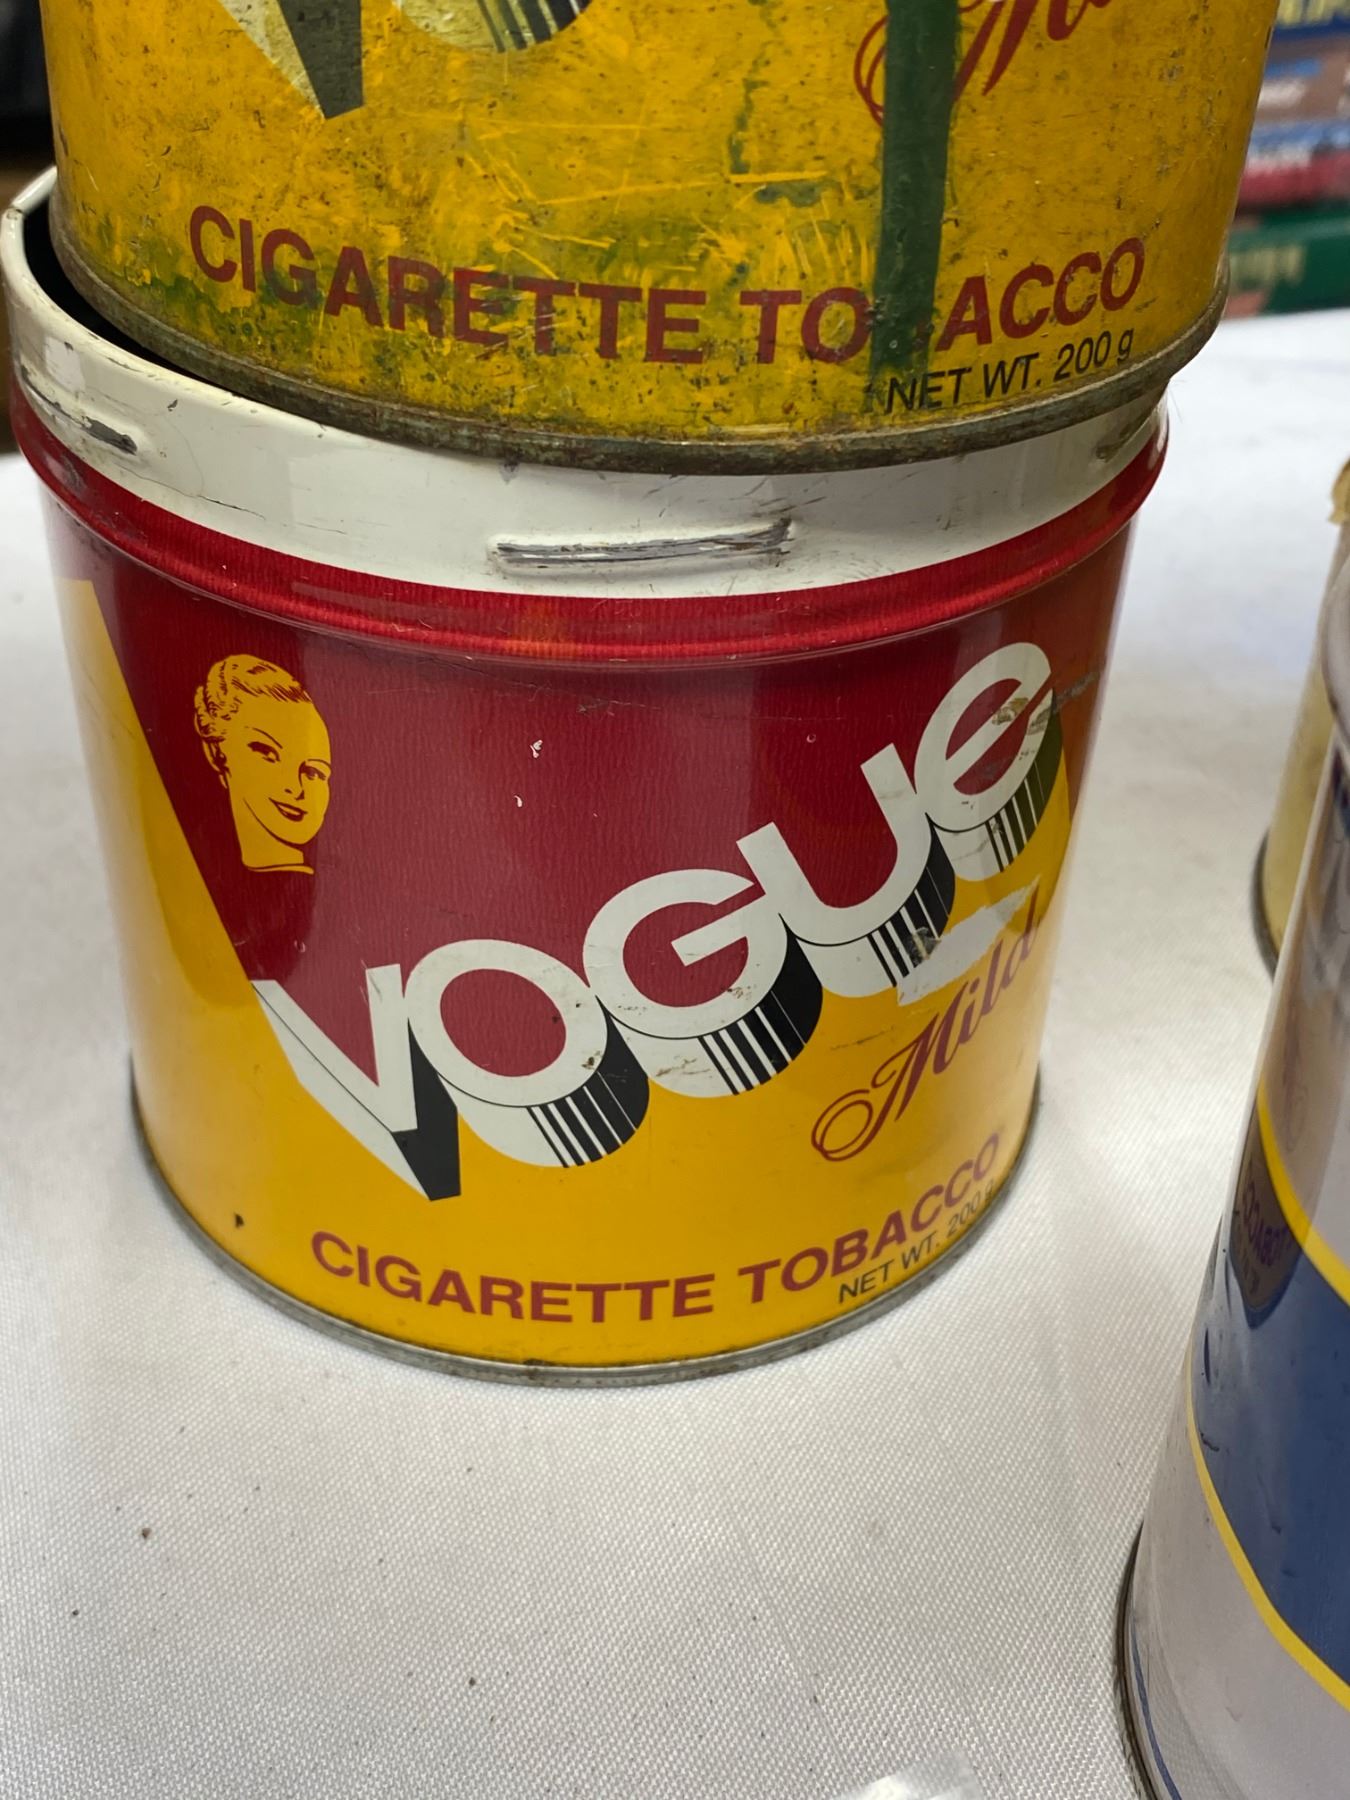 CIGARETTE TOBACCO
NET WT. 200 g
VOGUE
Mild
CIGARETTE TOBACCO
NET WT. 200 g